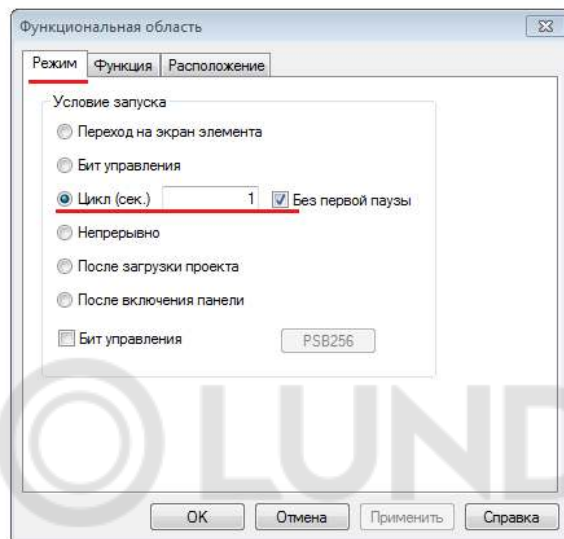 Функциональная область
Режим Функция Расположение
Условие запуска
Переход на экран элемента
Бит управления
Цикл (сек.) 1 Без первой паузы
Непрерывно
После загрузки проекта
После включения панели
Бит управления PSB256
LUND
OK Отмена Применить Справка